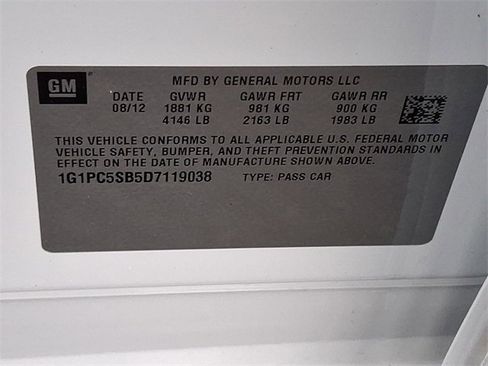 GM ® MFD BY GENERAL MOTORS LLC
DATE GVWR GAWR FRT GAWR RR
08/12 1881 KG 981 KG 900 KG
4146 LB 2163 LB 1983 LB
THIS VEHICLE CONFORMS TO ALL APPLICABLE U.S. FEDERAL MOTOR
VEHICLE SAFETY, BUMPER, AND THEFT PREVENTION STANDARDS IN
EFFECT ON THE DATE OF MANUFACTURE SHOWN ABOVE.
1G1PC5SB5D7119038 TYPE: PASS CAR